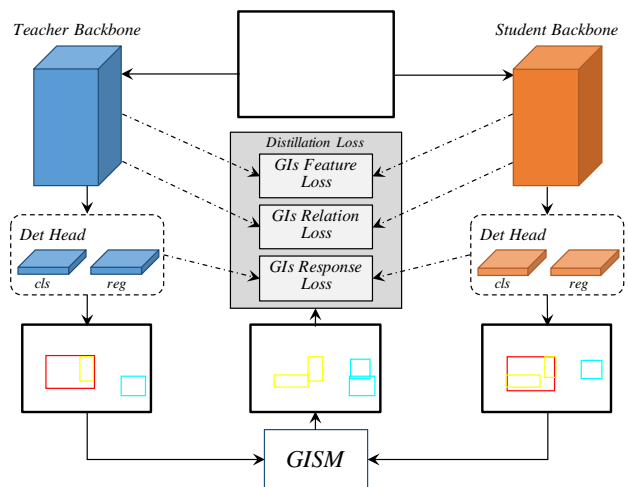 Teacher Backbone
Student Backbone
Distillation Loss
GIs Feature
Loss
GIs Relation
Loss
GIs Response
Loss
Det Head
cls
reg
Det Head
cls
reg
GISM